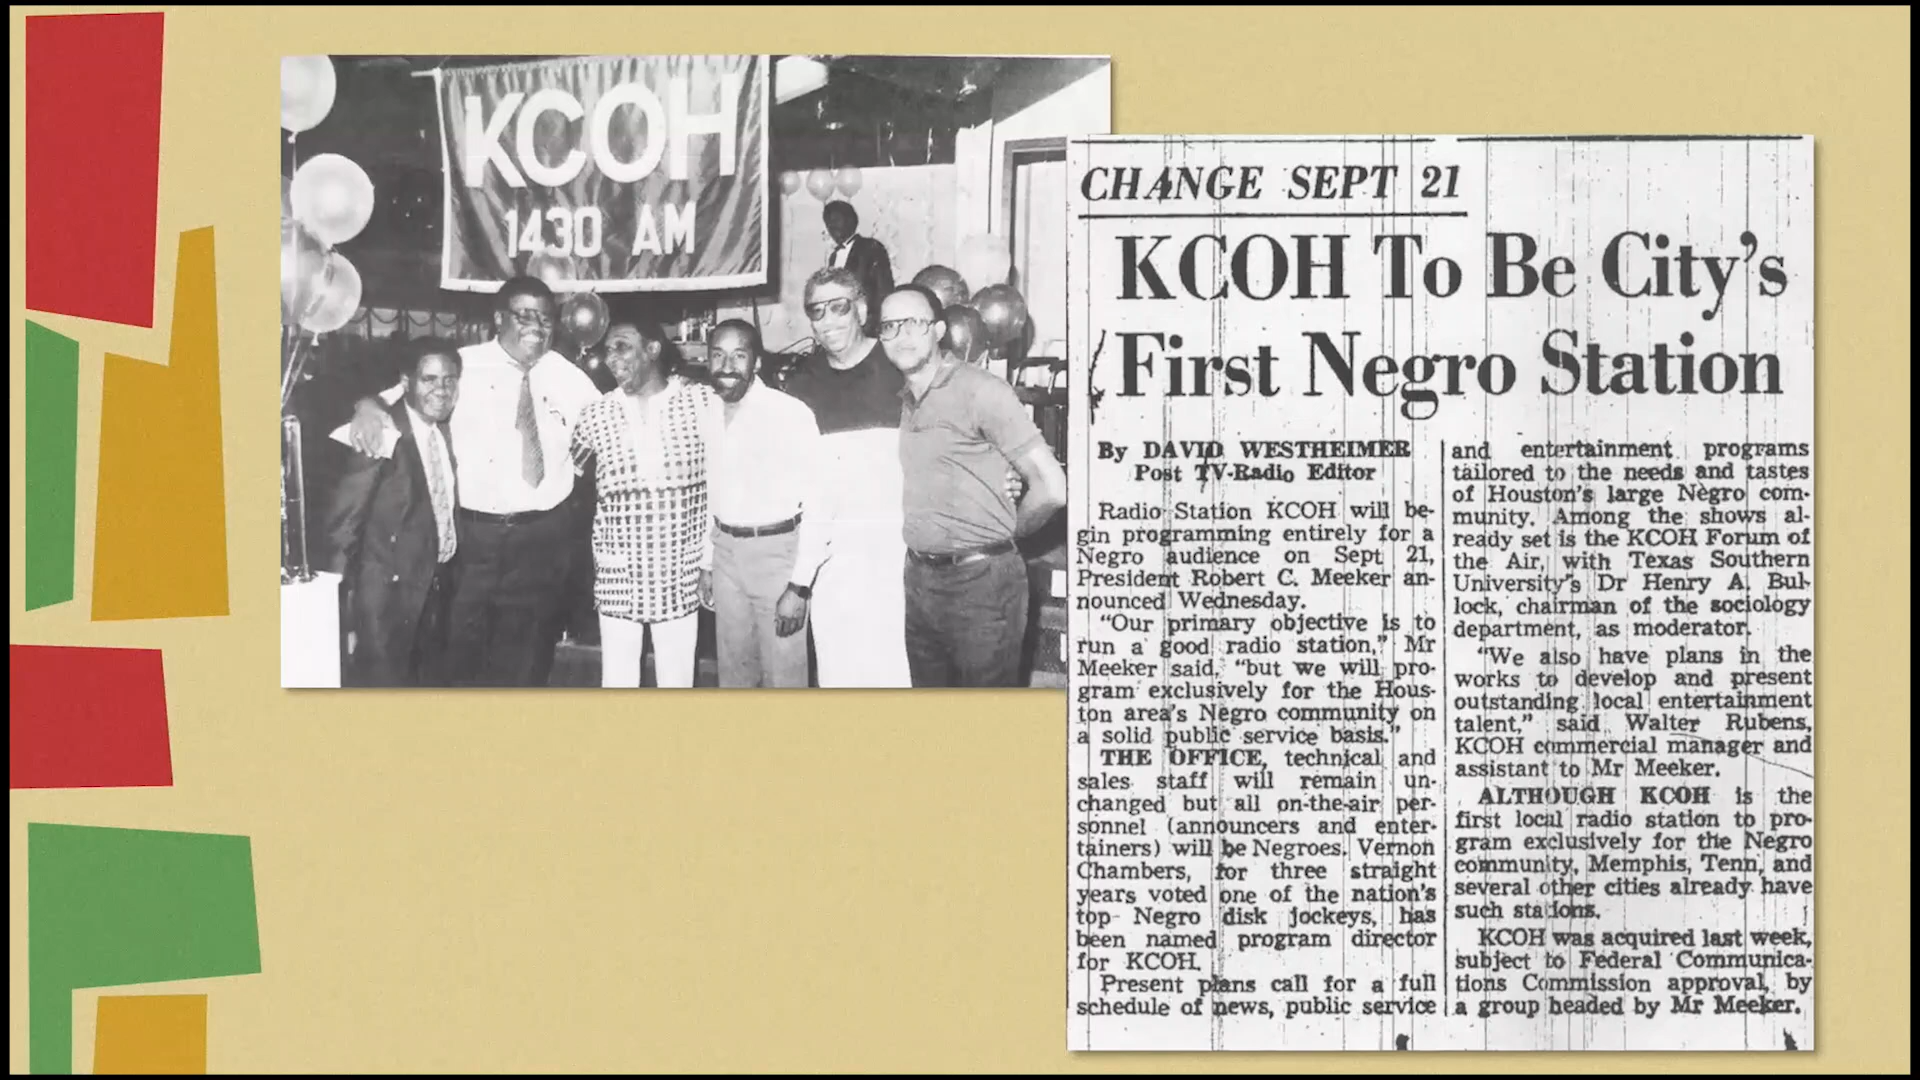 KCOH
1430 AM
CHANGE SEPT 21
KCOH To Be City's
First Negro Station
By DAVID WESTHEIMER
Post TV-Radio Editor
Radio Station KCOH will be-
gin programming entirely for a
Negro audience on Sept 21,
President Robert C. Meeker an-
nounced Wednesday.
"Our primary objective is to
run a good radio station," Mr
Meeker said, "but we will pro-
gram exclusively for the Hous-
ton area's Negro community on
a solid public service basis."
THE OFFICE, technical and
sales staff will remain un-
changed but all on-the-air per-
sonnel (announcers and enter-
tainers) will be Negroes. Vernon
Chambers, for three straight
years voted one of the nation's
top Negro disk jockeys, has
been named program director
for KCOH.
Present plans call for a full
schedule of news, public service
and entertainment programs
tailored to the needs and tastes
of Houston's large Negro com-
munity. Among the shows al-
ready set is the KCOH Forum of
the Air, with Texas Southern
University's Dr Henry A. Bul-
lock, chairman of the sociology
department, as moderator.
"We also have plans in the
works to develop and present
outstanding local entertainment
talent," said Walter Rubens,
KCOH commercial manager and
assistant to Mr Meeker.
ALTHOUGH KCOH is the
first local radio station to pro-
gram exclusively for the Negro
community, Memphis, Tenn, and
several other cities already have
such stations.
KCOH was acquired last week,
subject to Federal Communica-
tions Commission approval, by
a group headed by Mr Meeker.